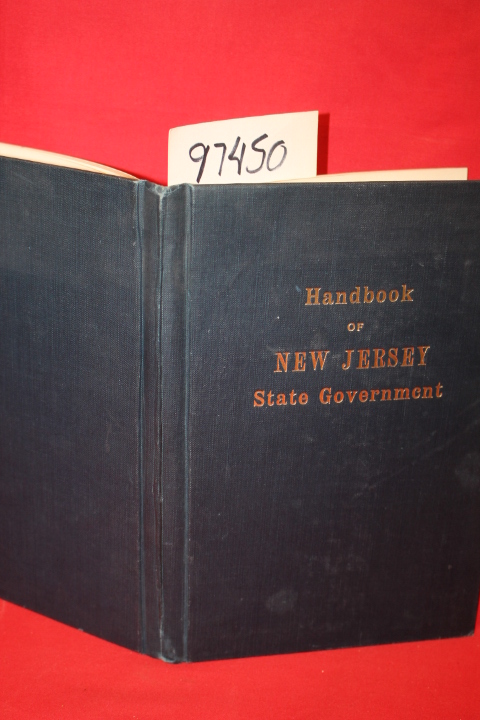 97450
Handbook
OF
NEW JERSEY
State Government